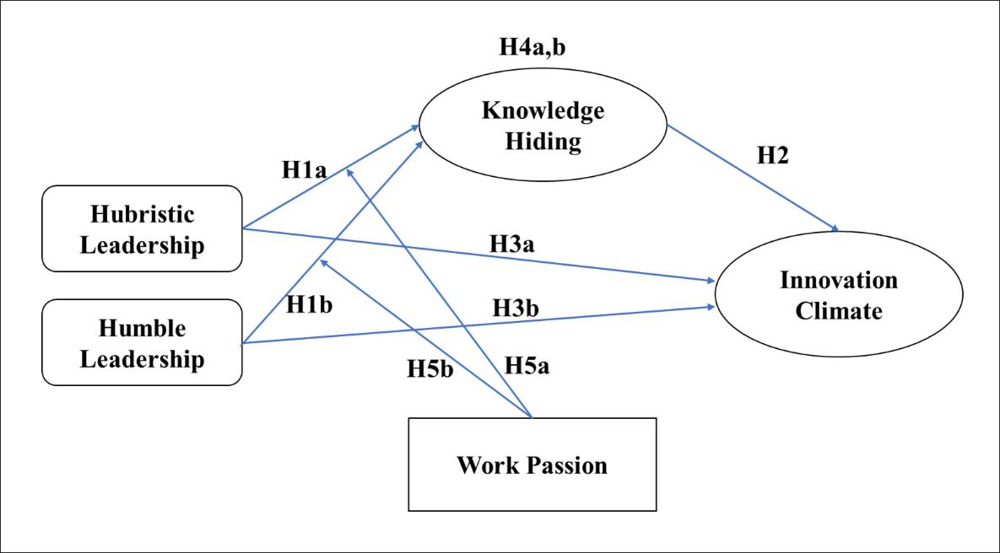 H4a,b
Knowledge
Hiding
H1a
H2
Hubristic
Leadership
H3a
Innovation
Climate
H1b
H3b
Humble
Leadership
H5b
H5a
Work Passion